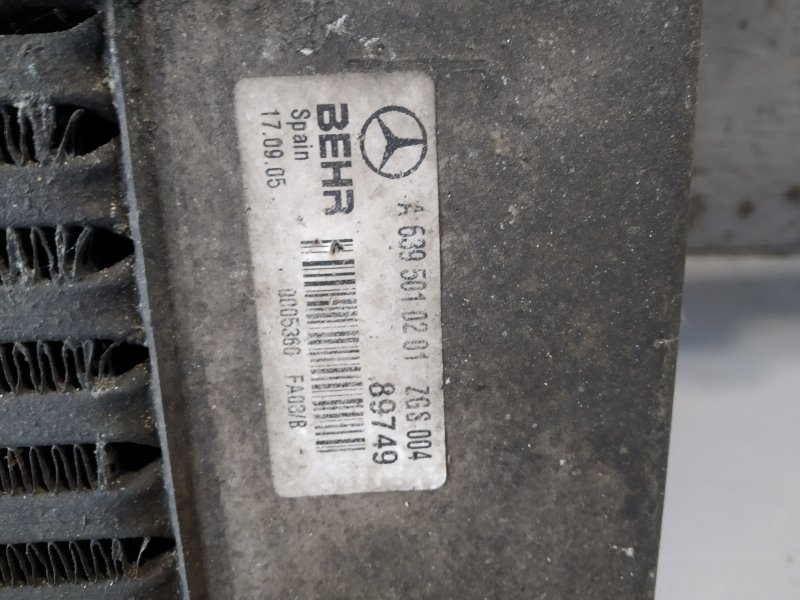 A 639 501 02 01 ZGS 004
BEHR 89749
Spain
17.09.05 0005360 FA03/B